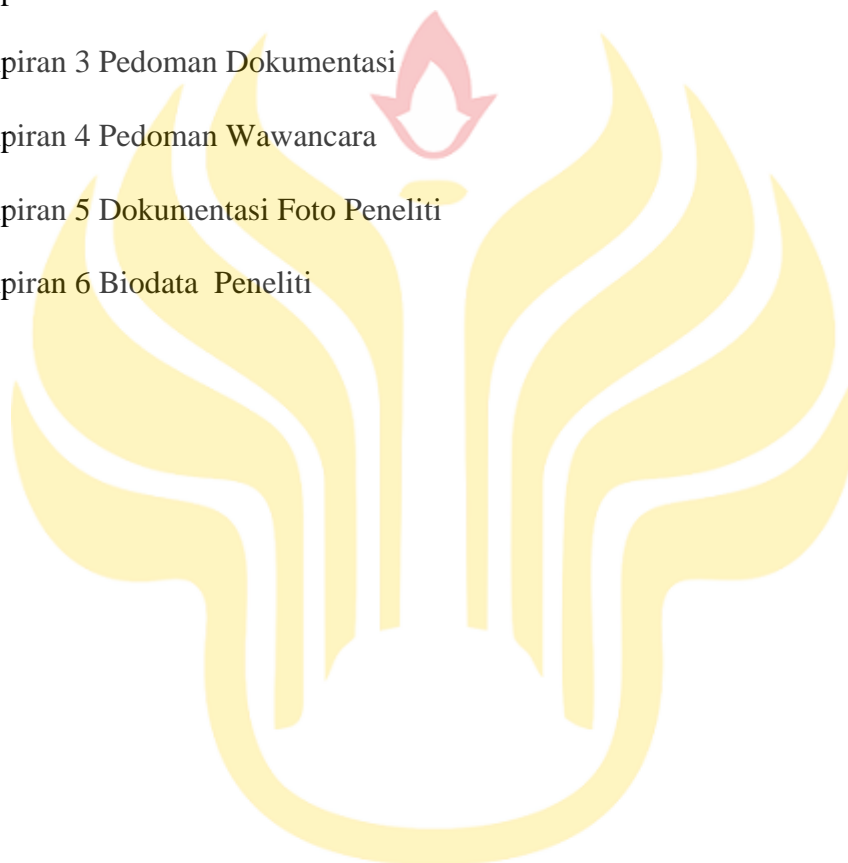 piran 3 Pedoman Dokumentasi
piran 4 Pedoman Wawancara
piran 5 Dokumentasi Foto Peneliti
piran 6 Biodata  Peneliti